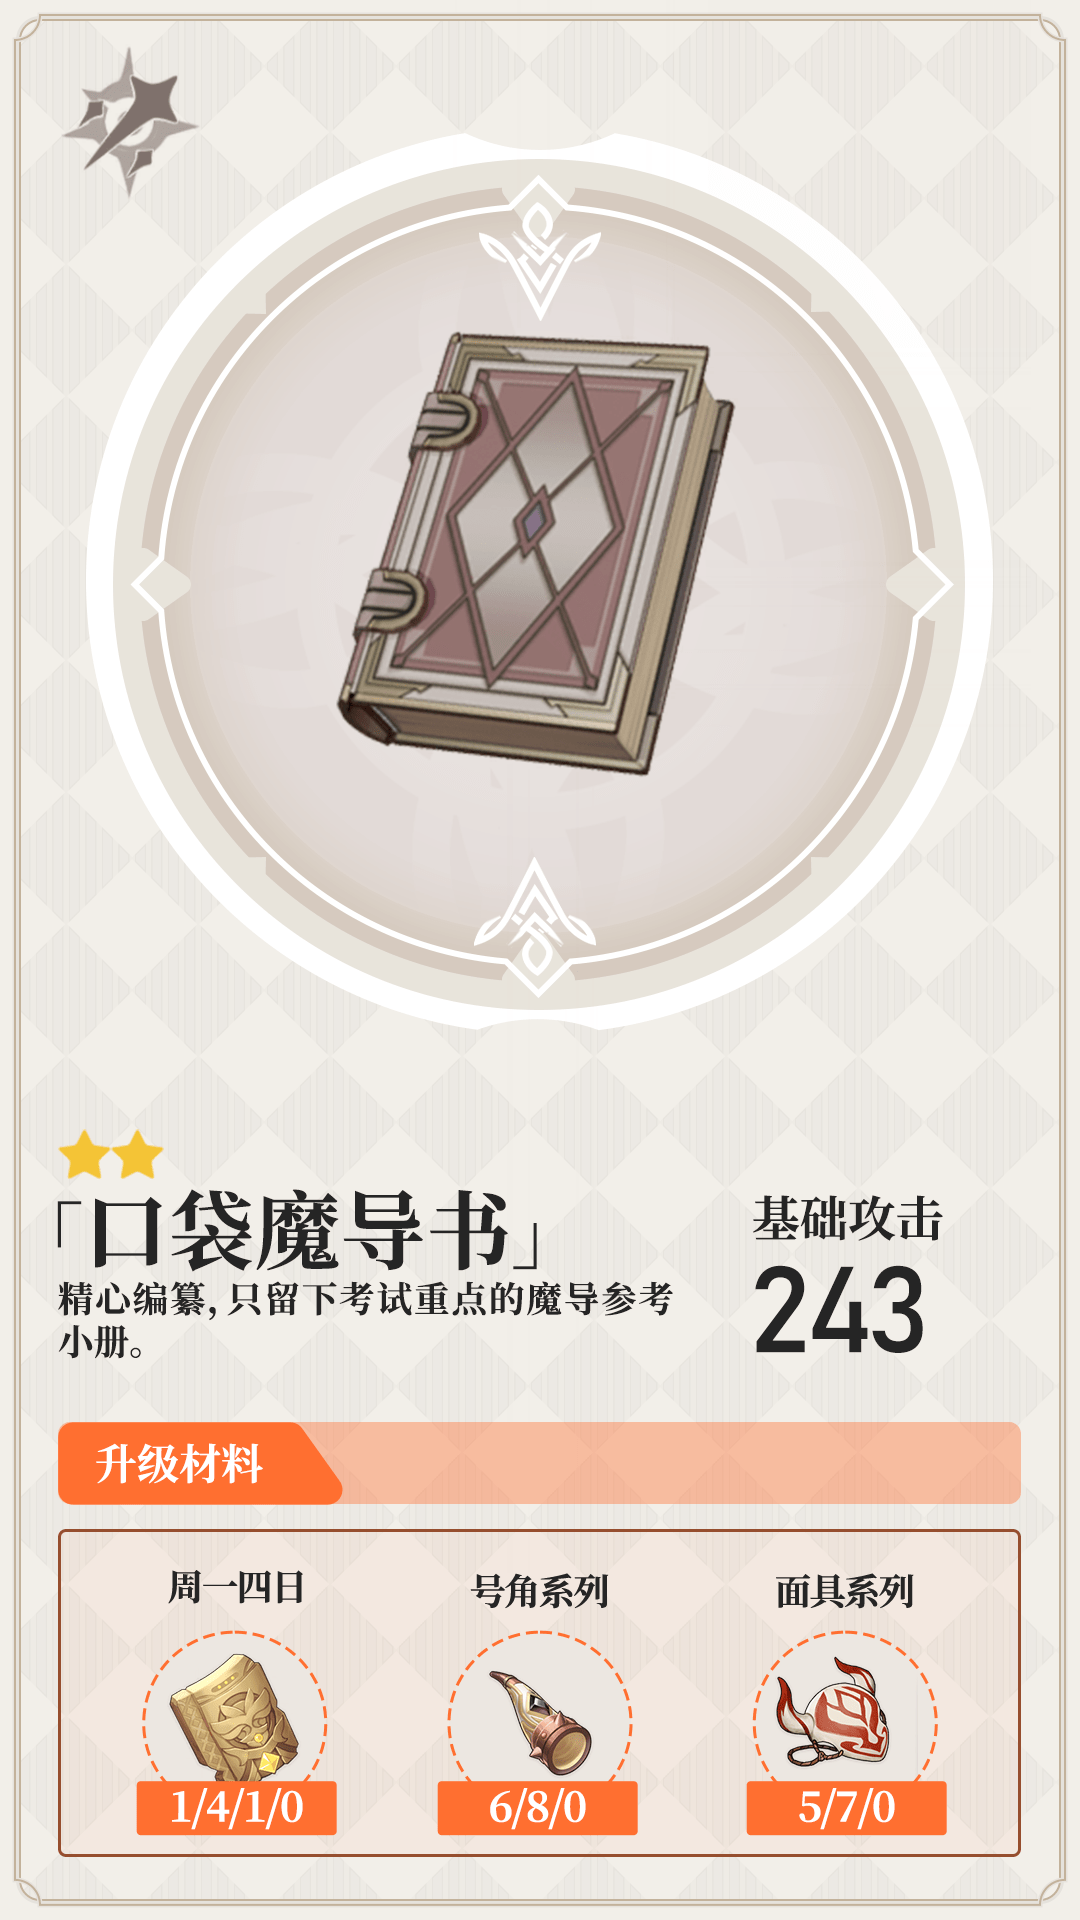 「口袋魔导书」
精心编纂,只留下考试重点的魔导参考
小册。
基础攻击
243
升级材料
周一四日
号角系列
面具系列
1/4/1/0
6/8/0
5/7/0